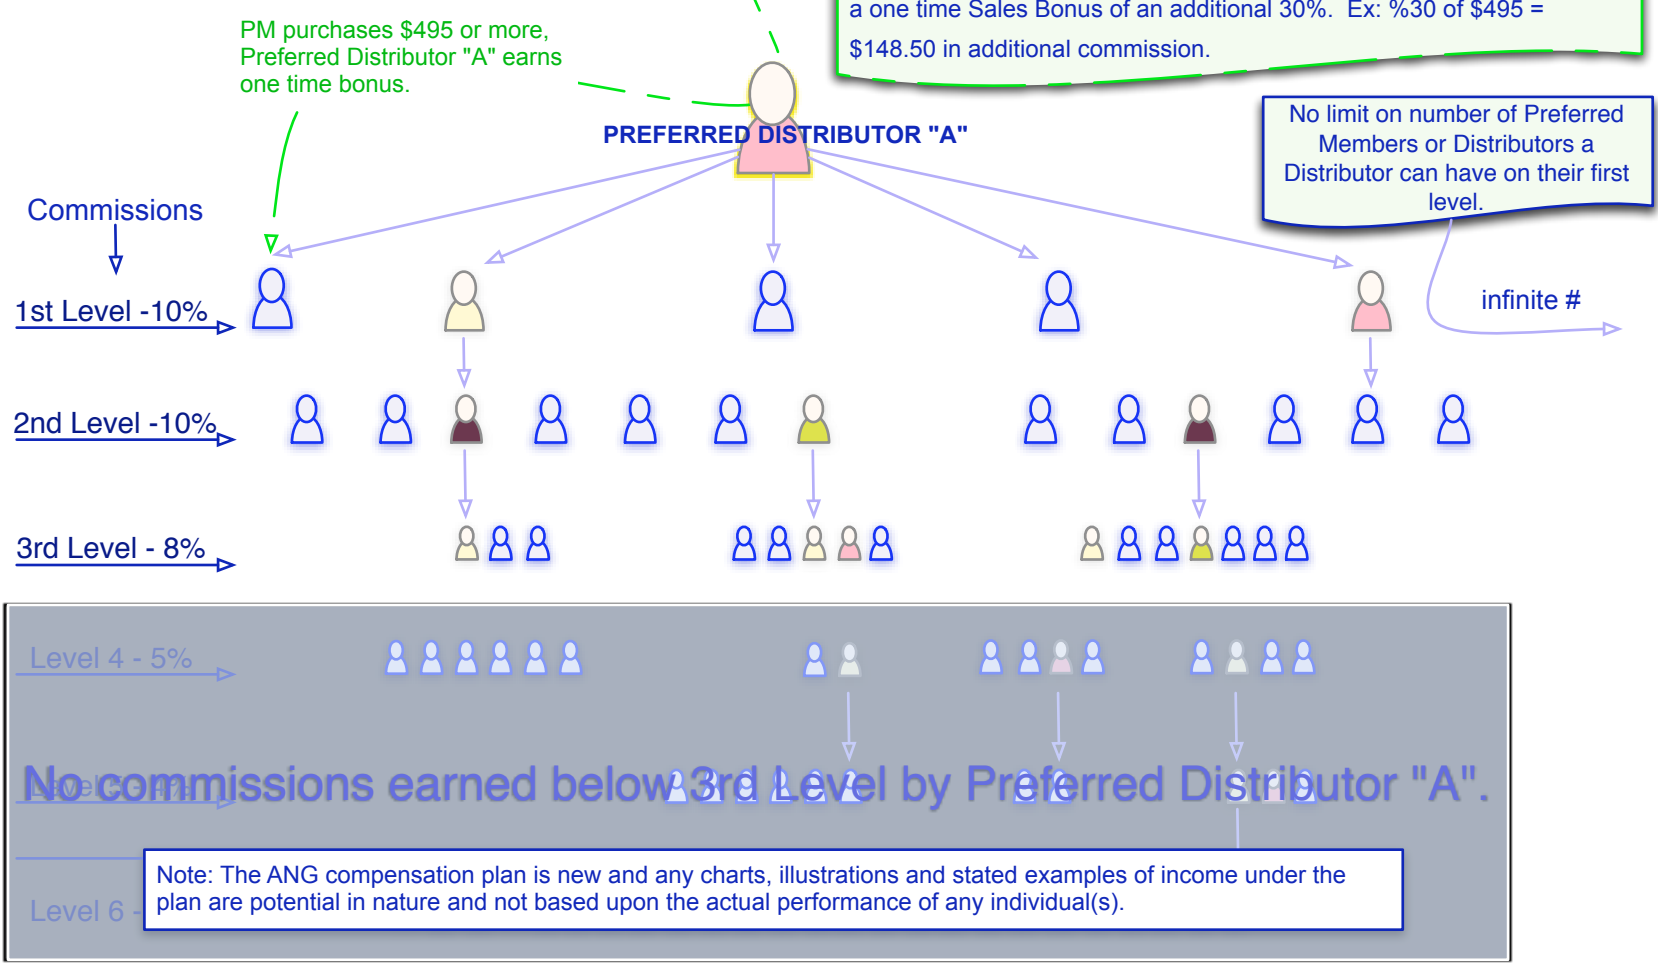 a one time Sales Bonus of an additional 30%.  Ex: %30 of $495 =
$148.50 in additional commission.
PM purchases $495 or more,
Preferred Distributor "A" earns
one time bonus.
PREFERRED DISTRIBUTOR "A"
No limit on number of Preferred
Members or Distributors a
Distributor can have on their first
level.
Commissions
1st Level -10%
infinite #
2nd Level -10%
3rd Level - 8%
Level 4 - 5%
Level 5 - 4%
No commissions earned below 3rd Level by Preferred Distributor "A".
Note: The ANG compensation plan is new and any charts, illustrations and stated examples of income under the
plan are potential in nature and not based upon the actual performance of any individual(s).
Level 6 -